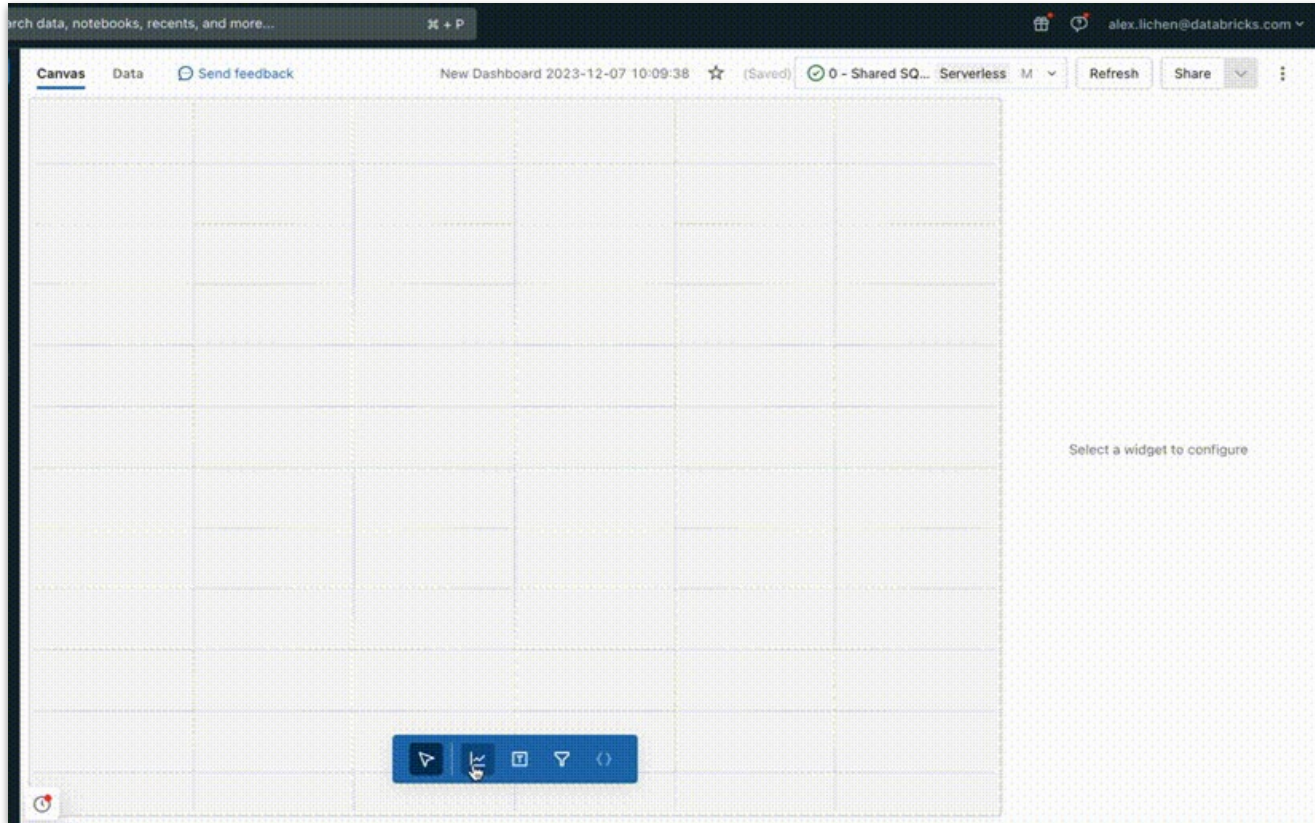 arch data, notebooks, recents, and more... ⌘ + P
alex.lichen@databricks.com
Canvas Data Send feedback New Dashboard 2023-12-07 10:09:38 (Saved) 0 - Shared SQ... Serverless M Refresh Share
Select a widget to configure
T